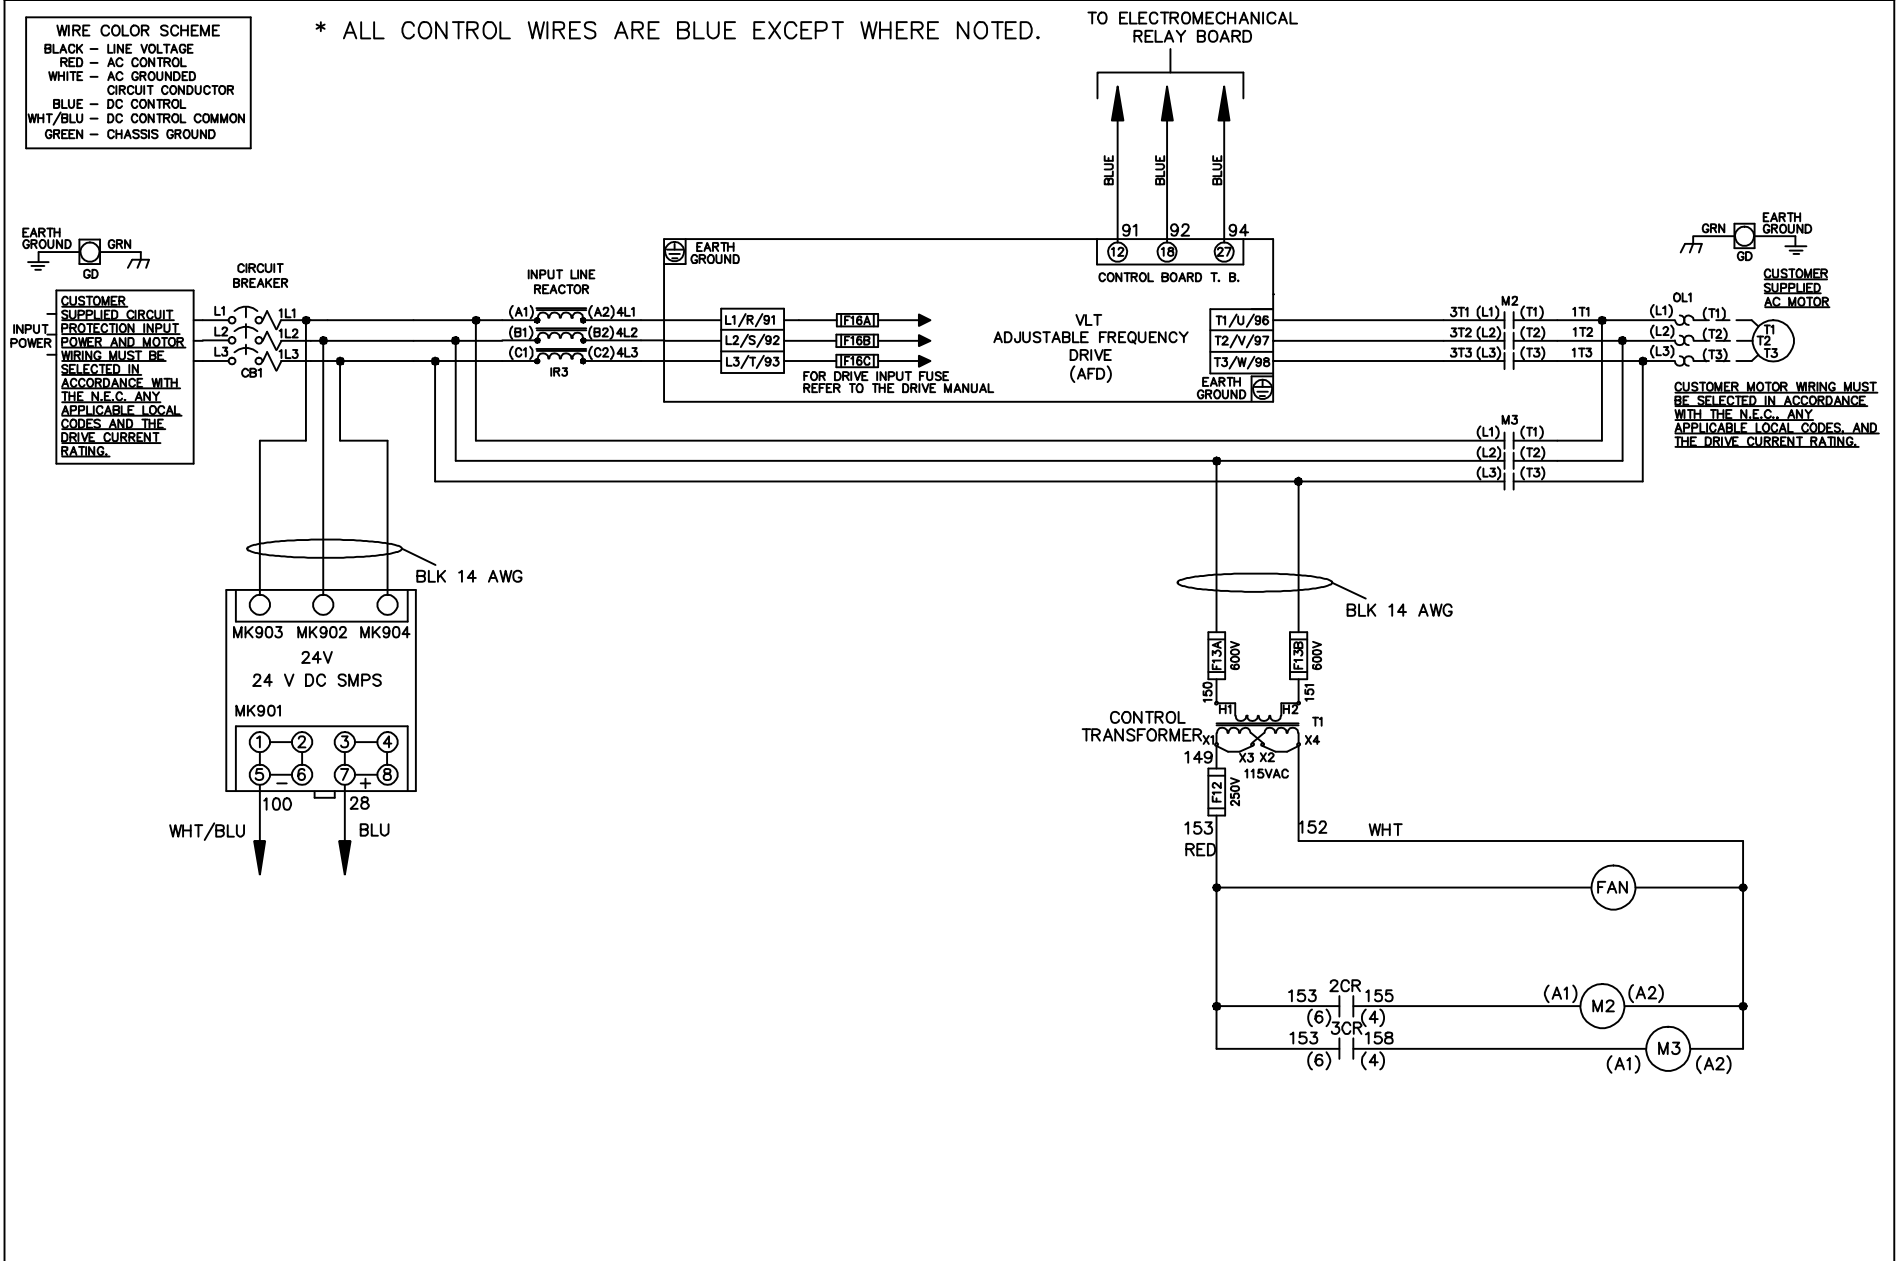 WIRE COLOR SCHEME
BLACK – LINE VOLTAGE
RED – AC CONTROL
WHITE – AC GROUNDED
CIRCUIT CONDUCTOR
BLUE – DC CONTROL
WHT/BLU – DC CONTROL COMMON
GREEN – CHASSIS GROUND
* ALL CONTROL WIRES ARE BLUE EXCEPT WHERE NOTED.
TO ELECTROMECHANICAL
RELAY BOARD
BLUE
BLUE
BLUE
91 92 94
12 18 27
CONTROL BOARD T. B.
EARTH
GROUND
GRN
GD
CUSTOMER
SUPPLIED CIRCUIT
PROTECTION INPUT
POWER AND MOTOR
WIRING MUST BE
SELECTED IN
ACCORDANCE WITH
THE N.E.C. ANY
APPLICABLE LOCAL
CODES AND THE
DRIVE CURRENT
RATING.
INPUT
POWER
CIRCUIT
BREAKER
L1 1L1
L2 1L2
L3 1L3
CB1
INPUT LINE
REACTOR
(A1) (A2) 4L1
(B1) (B2) 4L2
(C1) (C2) 4L3
IR3
EARTH
GROUND
L1/R/91
L2/S/92
L3/T/93
IF16A
IF16B
IF16C
FOR DRIVE INPUT FUSE
REFER TO THE DRIVE MANUAL
VLT
ADJUSTABLE FREQUENCY
DRIVE
(AFD)
T1/U/96
T2/V/97
T3/W/98
EARTH
GROUND
M2
3T1 (L1) (T1) 1T1
3T2 (L2) (T2) 1T2
3T3 (L3) (T3) 1T3
OL1
(L1) (T1)
(L2) (T2)
(L3) (T3)
T1
T2
T3
GRN
GD
EARTH
GROUND
CUSTOMER
SUPPLIED
AC MOTOR
CUSTOMER MOTOR WIRING MUST
BE SELECTED IN ACCORDANCE
WITH THE N.E.C., ANY
APPLICABLE LOCAL CODES, AND
THE DRIVE CURRENT RATING.
M3
(L1) (T1)
(L2) (T2)
(L3) (T3)
BLK 14 AWG
MK903 MK902 MK904
24V
24 V DC SMPS
MK901
1 2 3 4
5 6 7 8
– +
100 28
WHT/BLU BLU
BLK 14 AWG
F13A 600V
F13B 600V
150 151
H1 H2
T1
CONTROL
TRANSFORMER
X1 X3 X2 X4
115VAC
149
F12 250V
153
RED
152 WHT
FAN
2CR
153 155
(6) (4)
(A1) M2 (A2)
3CR
153 158
(6) (4)
(A1) M3 (A2)